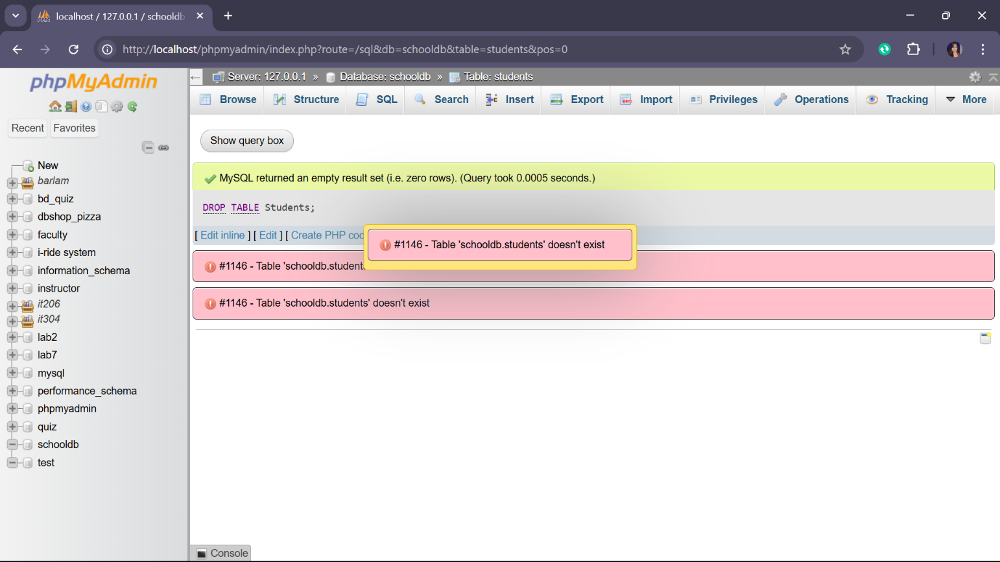 localhost / 127.0.0.1 / schooldb
http://localhost/phpmyadmin/index.php?route=/sql&db=schooldb&table=students&pos=0
phpMyAdmin
Recent
Favorites
New
barlam
bd_quiz
dbshop_pizza
faculty
i-ride system
information_schema
instructor
it206
it304
lab2
lab7
mysql
performance_schema
phpmyadmin
quiz
schooldb
test
Server: 127.0.0.1 » Database: schooldb » Table: students
Browse Structure SQL Search Insert Export Import Privileges Operations Tracking More
Show query box
MySQL returned an empty result set (i.e. zero rows). (Query took 0.0005 seconds.)
DROP TABLE Students;
[ Edit inline ] [ Edit ] [ Create PHP coc
#1146 - Table 'schooldb.students' doesn't exist
#1146 - Table 'schooldb.student
#1146 - Table 'schooldb.students' doesn't exist
Console